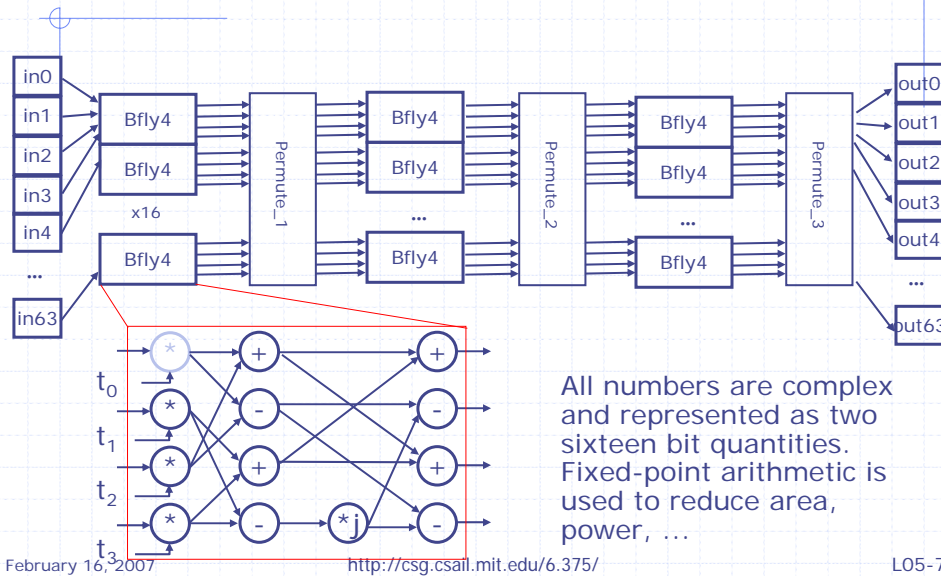 in0
in1
in2
in3
in4
...
in63
Bfly4
Bfly4
x16
Bfly4
Permute_1
Bfly4
Bfly4
...
Bfly4
Permute_2
Bfly4
Bfly4
...
Bfly4
Permute_3
out0
out1
out2
out3
out4
...
out63
* + +
t0
* - -
t1
* + +
t2
* - *j -
t3
All numbers are complex
and represented as two
sixteen bit quantities.
Fixed-point arithmetic is
used to reduce area,
power, ...
February 16, 2007 http://csg.csail.mit.edu/6.375/ L05-7